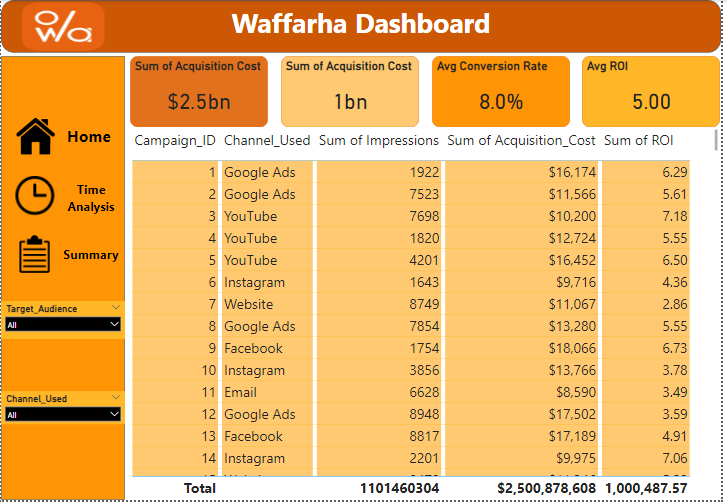 o/o
w/a
Waffarha Dashboard
Sum of Acquisition Cost
$2.5bn
Sum of Acquisition Cost
1bn
Avg Conversion Rate
8.0%
Avg ROI
5.00
Home
Time
Analysis
Summary
Target_Audience
All
Channel_Used
All
Campaign_ID Channel_Used Sum of Impressions Sum of Acquisition_Cost Sum of ROI
1 Google Ads 1922 $16,174 6.29
2 Google Ads 7523 $11,566 5.61
3 YouTube 7698 $10,200 7.18
4 YouTube 1820 $12,724 5.55
5 YouTube 4201 $16,452 6.50
6 Instagram 1643 $9,716 4.36
7 Website 8749 $11,067 2.86
8 Google Ads 7854 $13,280 5.55
9 Facebook 1754 $18,066 6.73
10 Instagram 3856 $13,766 3.78
11 Email 6628 $8,590 3.49
12 Google Ads 8948 $17,502 3.59
13 Facebook 8817 $17,189 4.91
14 Instagram 2201 $9,975 7.06
Total 1101460304 $2,500,878,608 1,000,487.57